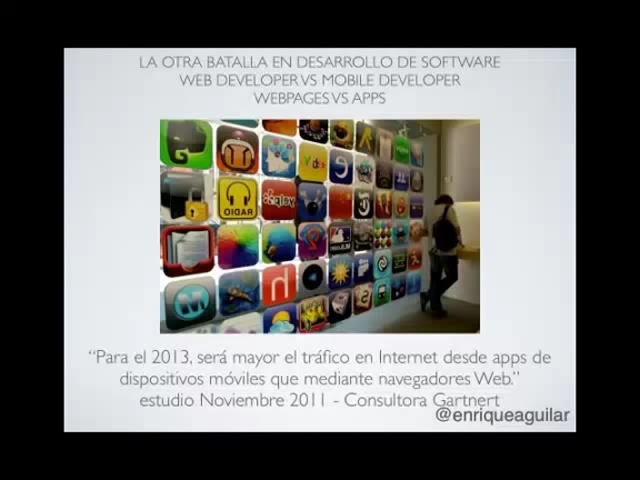 LA OTRA BATALLA EN DESARROLLO DE SOFTWARE
WEB DEVELOPER VS MOBILE DEVELOPER
WEBPAGES VS APPS
RADIO
“Para el 2013, será mayor el tráfico en Internet desde apps de
dispositivos móviles que mediante navegadores Web.”
estudio Noviembre 2011 - Consultora Gartnert
@enriqueaguilar